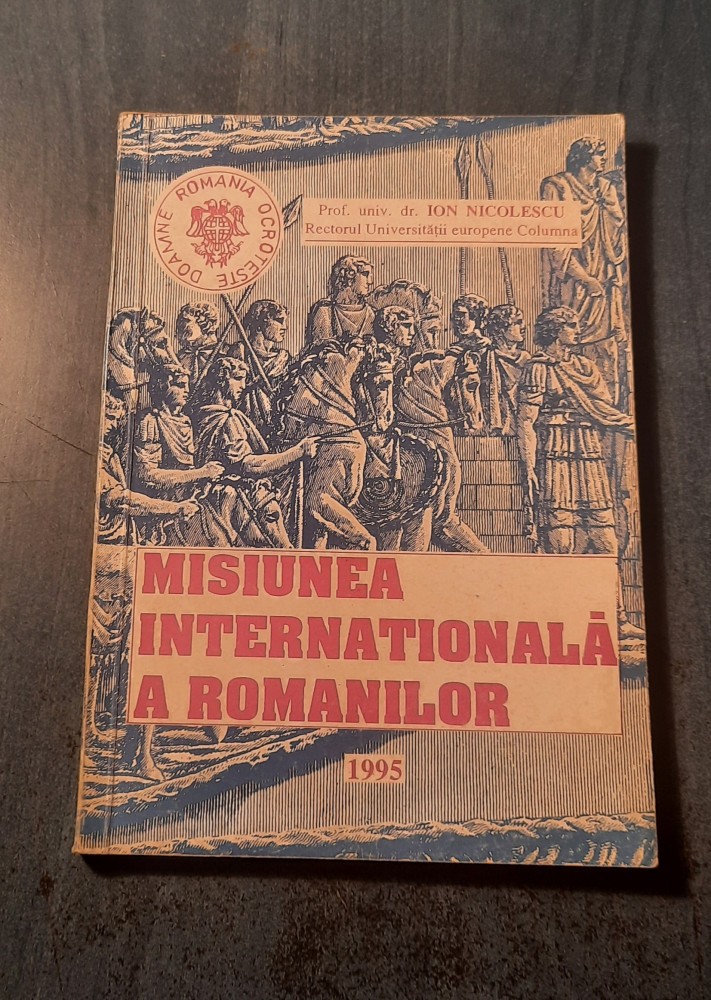 DOAMNE OCROTEȘTE ROMANIA
Prof. univ. dr. ION NICOLESCU
Rectorul Universității europene Columna
MISIUNEA
INTERNATIONALĂ
A ROMANILOR
1995